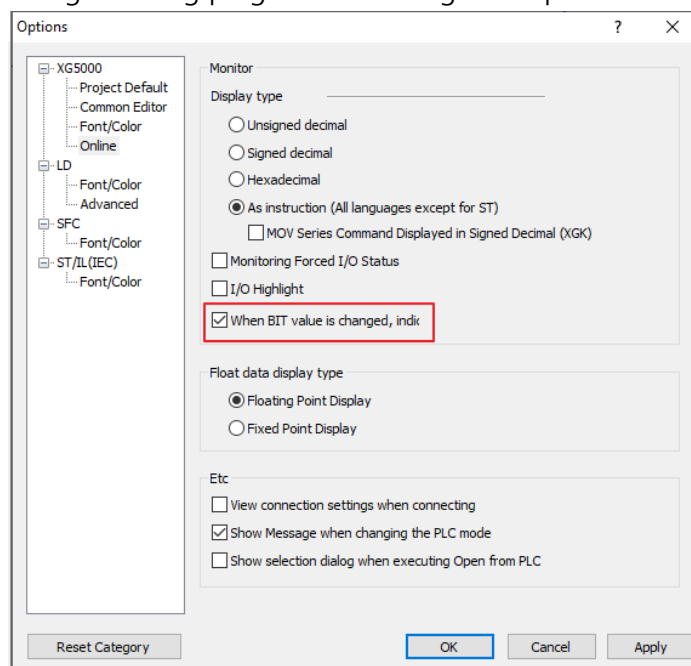 Options
?
XG5000
Project Default
Common Editor
Font/Color
Online
LD
Font/Color
Advanced
SFC
Font/Color
ST/IL(IEC)
Font/Color
Monitor
Display type
Unsigned decimal
Signed decimal
Hexadecimal
As instruction (All languages except for ST)
MOV Series Command Displayed in Signed Decimal (XGK)
Monitoring Forced I/O Status
I/O Highlight
When BIT value is changed, indic
Float data display type
Floating Point Display
Fixed Point Display
Etc
View connection settings when connecting
Show Message when changing the PLC mode
Show selection dialog when executing Open from PLC
Reset Category
OK
Cancel
Apply